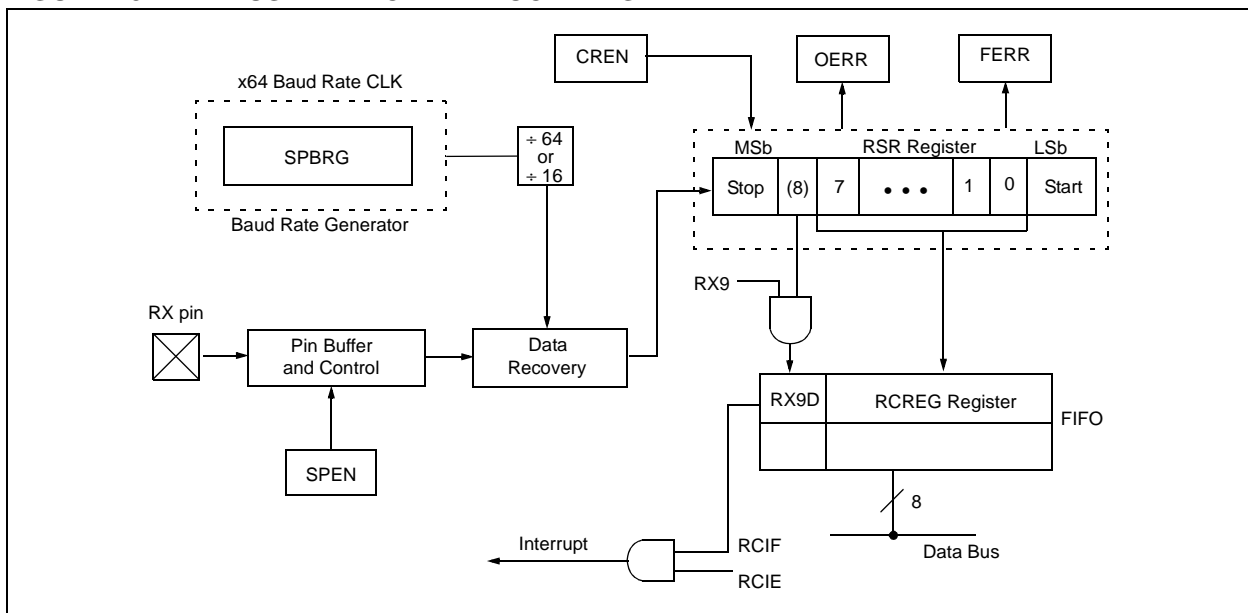 CREN
OERR
FERR
x64 Baud Rate CLK
SPBRG
Baud Rate Generator
÷ 64
or
÷ 16
MSb
RSR Register
LSb
Stop
(8)
7
• • •
1
0
Start
RX9
RX pin
Pin Buffer
and Control
Data
Recovery
SPEN
RX9D
RCREG Register
FIFO
8
Data Bus
Interrupt
RCIF
RCIE